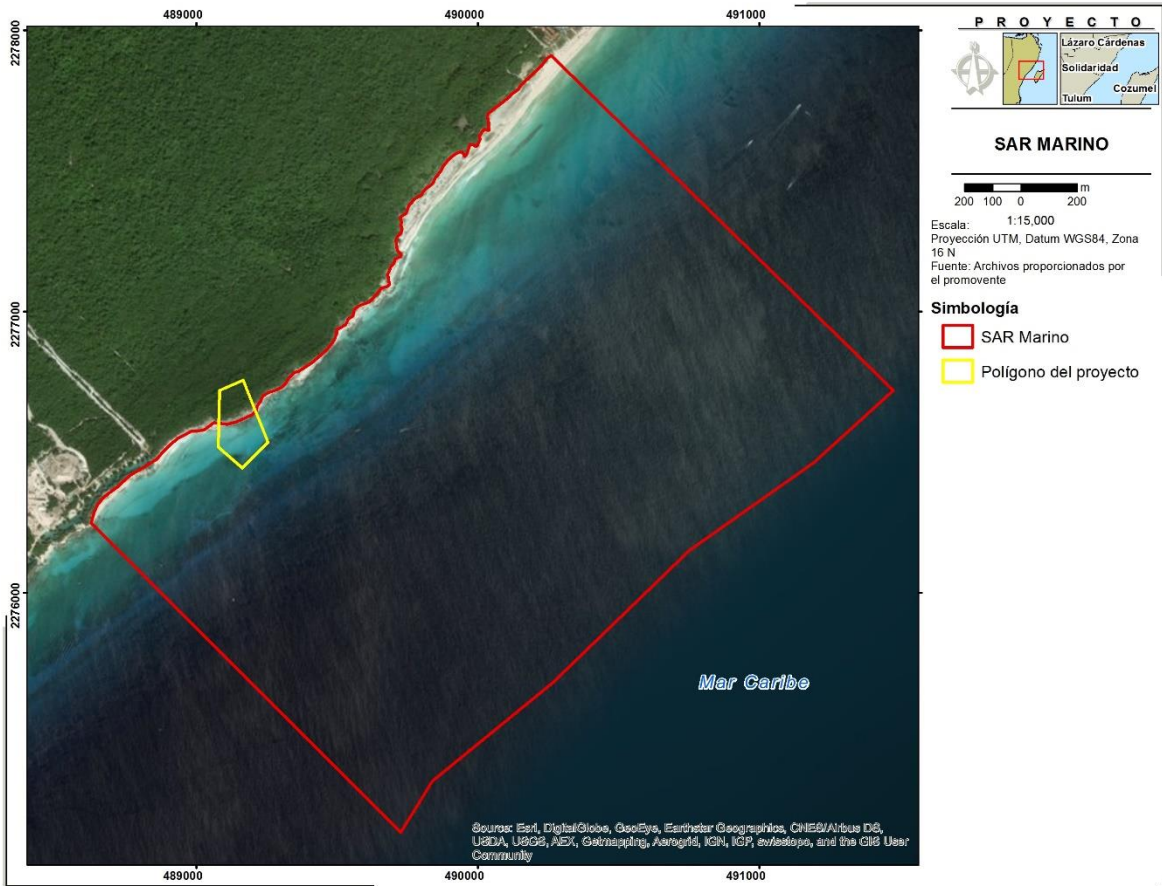 489000 490000 491000
2278000
2277000
2276000
Mar Caribe
Source: Esri, DigitalGlobe, GeoEye, Earthstar Geographics, CNES/Airbus DS,
USDA, USGS, AEX, Getmapping, Aerogrid, IGN, IGP, swisstopo, and the GIS User
Community
489000 490000 491000
P R O Y E C T O
Lázaro Cárdenas
Solidaridad
Cozumel
Tulum
SAR MARINO
200 100 0 200 m
Escala: 1:15,000
Proyección UTM, Datum WGS84, Zona
16 N
Fuente: Archivos proporcionados por
el promovente
Simbología
SAR Marino
Polígono del proyecto